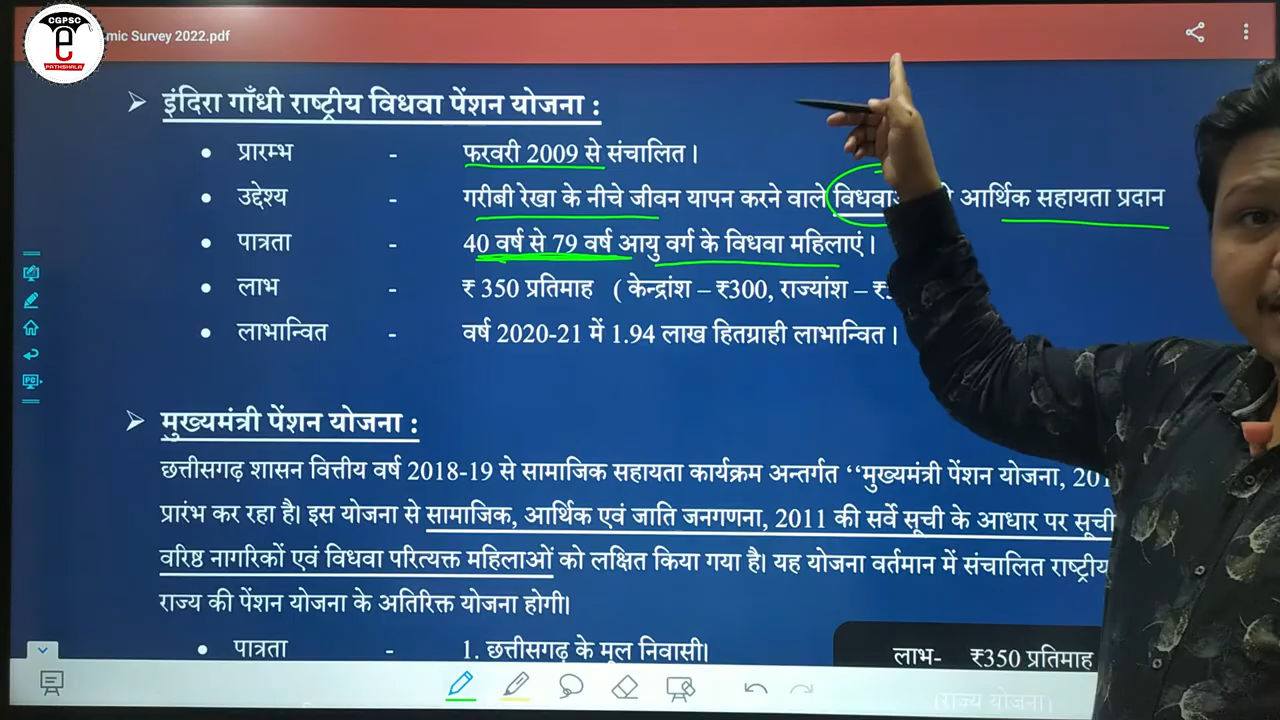 CGPSC
e
PATHSHALA
mic Survey 2022.pdf
➢ इंदिरा गाँधी राष्ट्रीय विधवा पेंशन योजना :
• प्रारम्भ - फरवरी 2009 से संचालित।
• उद्देश्य - गरीबी रेखा के नीचे जीवन यापन करने वाले आर्थिक सहायता प्रदान
• पात्रता - 40 वर्ष से 79 वर्ष आयु वर्ग के विधवा महिलाएं।
• लाभ - ₹ 350 प्रतिमाह ( केन्द्रांश – ₹300, राज्यांश –
• लाभान्वित - वर्ष 2020-21 में 1.94 लाख हितग्राही लाभान्वित।
➢ मुख्यमंत्री पेंशन योजना :
छत्तीसगढ़ शासन वित्तीय वर्ष 2018-19 से सामाजिक सहायता कार्यक्रम अन्तर्गत ‘‘मुख्यमंत्री पेंशन योजना,
प्रारंभ कर रहा है। इस योजना से सामाजिक, आर्थिक एवं जाति जनगणना, 2011 की सर्वे सूची के आधार पर सूची
वरिष्ठ नागरिकों एवं विधवा परित्यक्त महिलाओं को लक्षित किया गया है। यह योजना वर्तमान में संचालित राष्ट्रीय
राज्य की पेंशन योजना के अतिरिक्त योजना होगी।
• पात्रता - 1. छत्तीसगढ़ के मूल निवासी।
लाभ- ₹350 प्रतिमाह
(राज्य योजना)